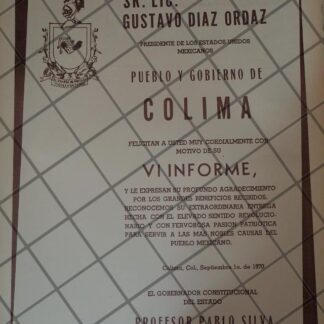 SR. LIC.
GUSTAVO DIAZ ORDAZ
PRESIDENTE DE LOS ESTADOS UNIDOS
MEXICANOS
PUEBLO Y GOBIERNO DE
COLIMA
FELICITAN A USTED MUY CORDIALMENTE CON
MOTIVO DE SU
VI INFORME,
Y LE EXPRESAN SU PROFUNDO AGRADECIMIENTO
POR LOS GRANDES BENEFICIOS RECIBIDOS.
RECONOCEMOS SU EXTRAORDINARIA ENTREGA
HECHA CON EL ELEVADO SENTIDO REVOLUCIO-
NARIO Y CON FERVOROSA PASION PATRIOTICA
PARA SERVIR A LAS MAS NOBLES CAUSAS DEL
PUEBLO MEXICANO.
Colima, Col., Septiembre 1o. de 1970
EL GOBERNADOR CONSTITUCIONAL
DEL ESTADO
PROFESOR PABLO SILVA